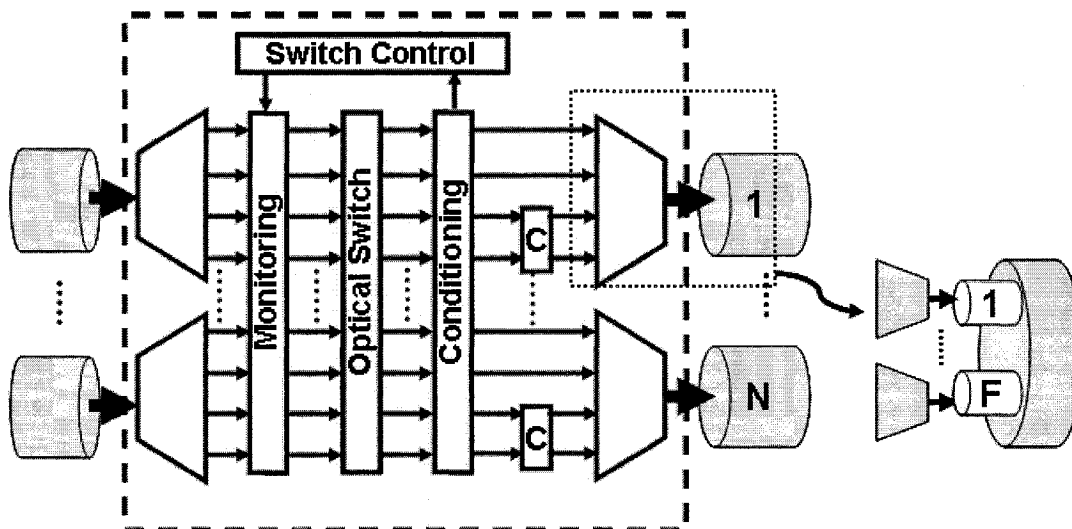 Switch Control
Monitoring
Optical Switch
Conditioning
C
C
1
N
1
F